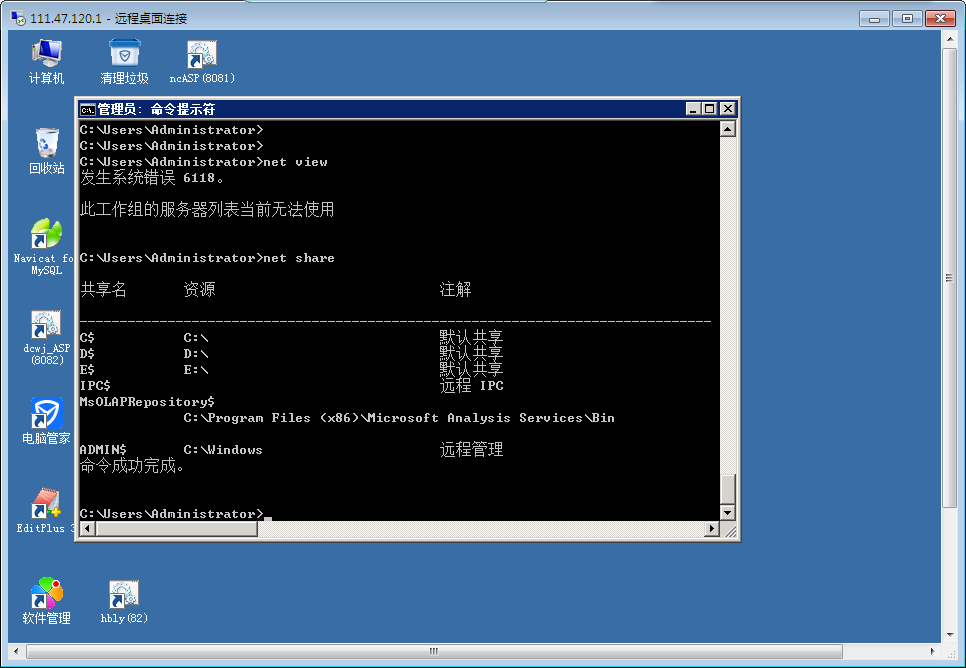 111.47.120.1 - 远程桌面连接
计算机
清理垃圾
ncASP(8081)
回收站
Navicat fo
MySQL
dcwj_ASP
(8082)
电脑管家
EditPlus 3
软件管理
hbly(82)
管理员: 命令提示符
C:\Users\Administrator>
C:\Users\Administrator>
C:\Users\Administrator>net view
发生系统错误 6118。
此工作组的服务器列表当前无法使用
C:\Users\Administrator>net share
共享名 资源 注解
-------------------------------------------------------------------------------
C$ C:\ 默认共享
D$ D:\ 默认共享
E$ E:\ 默认共享
IPC$ 远程 IPC
MsOLAPRepository$
C:\Program Files (x86)\Microsoft Analysis Services\Bin
ADMIN$ C:\Windows 远程管理
命令成功完成。
C:\Users\Administrator>_